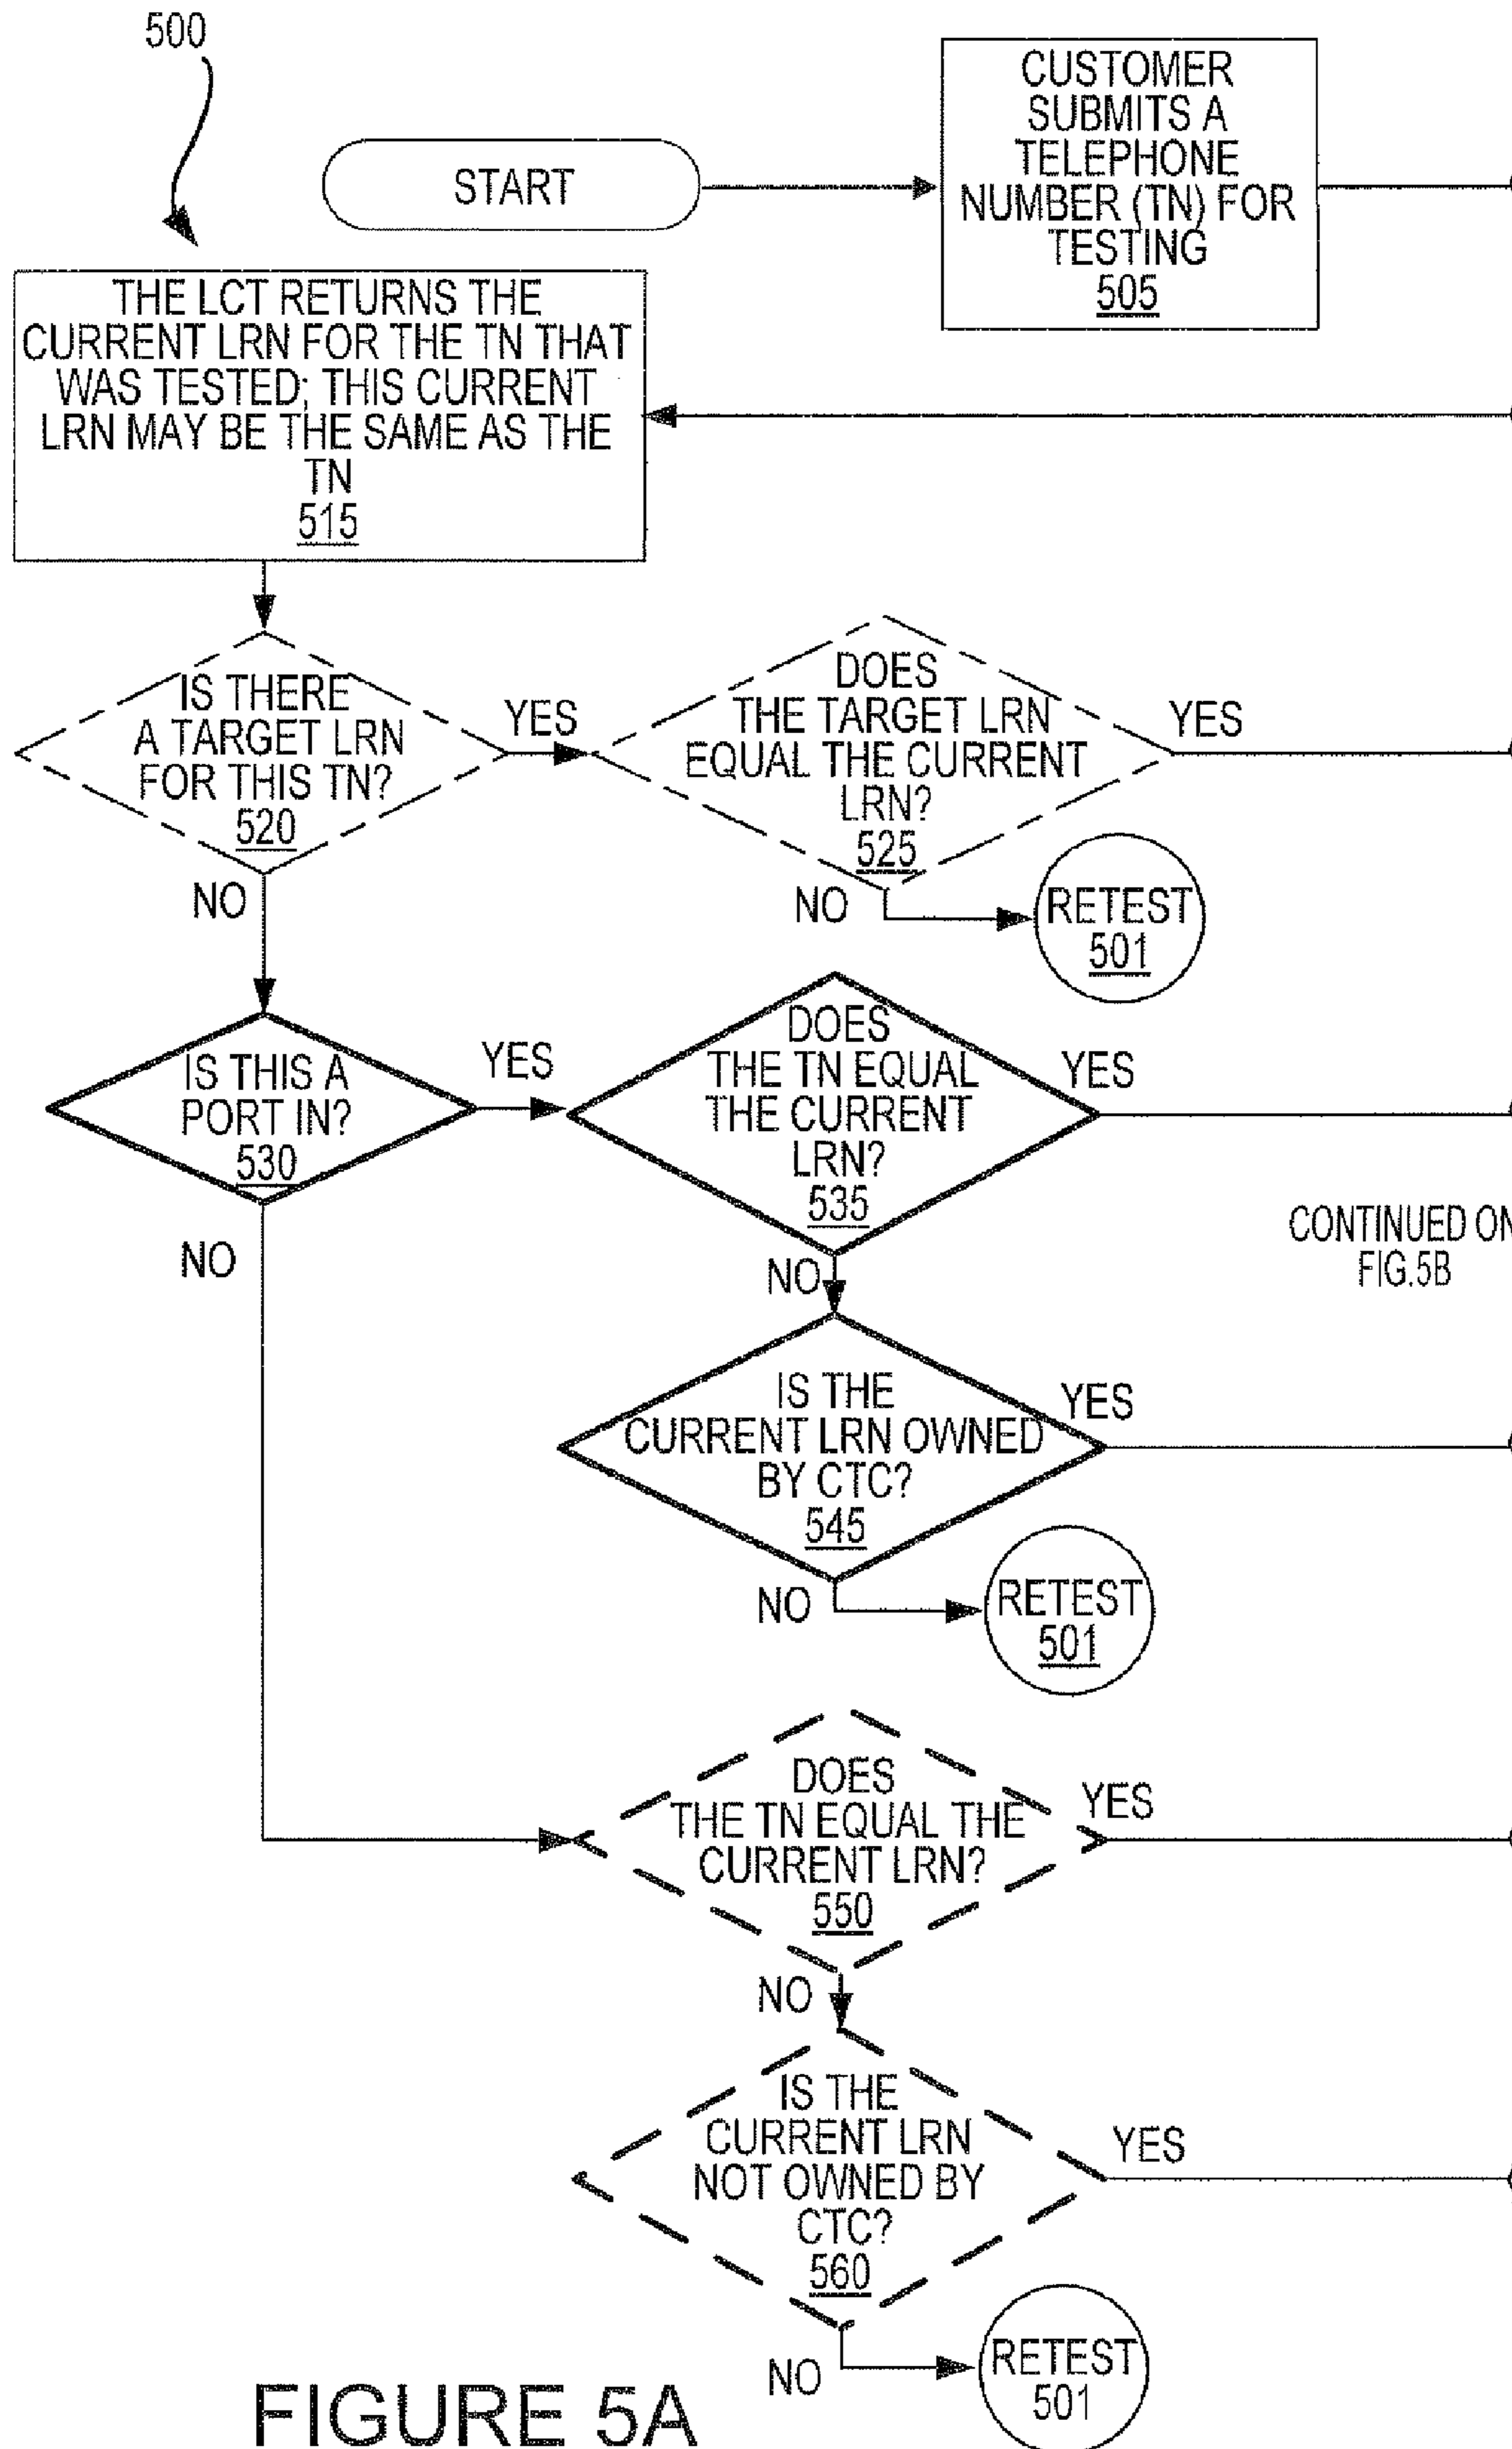 500
START
CUSTOMER
SUBMITS A
TELEPHONE
NUMBER (TN) FOR
TESTING
505
THE LCT RETURNS THE
CURRENT LRN FOR THE TN THAT
WAS TESTED; THIS CURRENT
LRN MAY BE THE SAME AS THE
TN
515
IS THERE
A TARGET LRN
FOR THIS TN?
520
YES
NO
DOES
THE TARGET LRN
EQUAL THE CURRENT
LRN?
525
YES
NO
RETEST
501
IS THIS A
PORT IN?
530
YES
NO
DOES
THE TN EQUAL
THE CURRENT
LRN?
535
YES
NO
CONTINUED ON
FIG.5B
IS THE
CURRENT LRN OWNED
BY CTC?
545
YES
NO
RETEST
501
DOES
THE TN EQUAL THE
CURRENT LRN?
550
YES
NO
IS THE
CURRENT LRN
NOT OWNED BY
CTC?
560
YES
NO
RETEST
501
FIGURE 5A